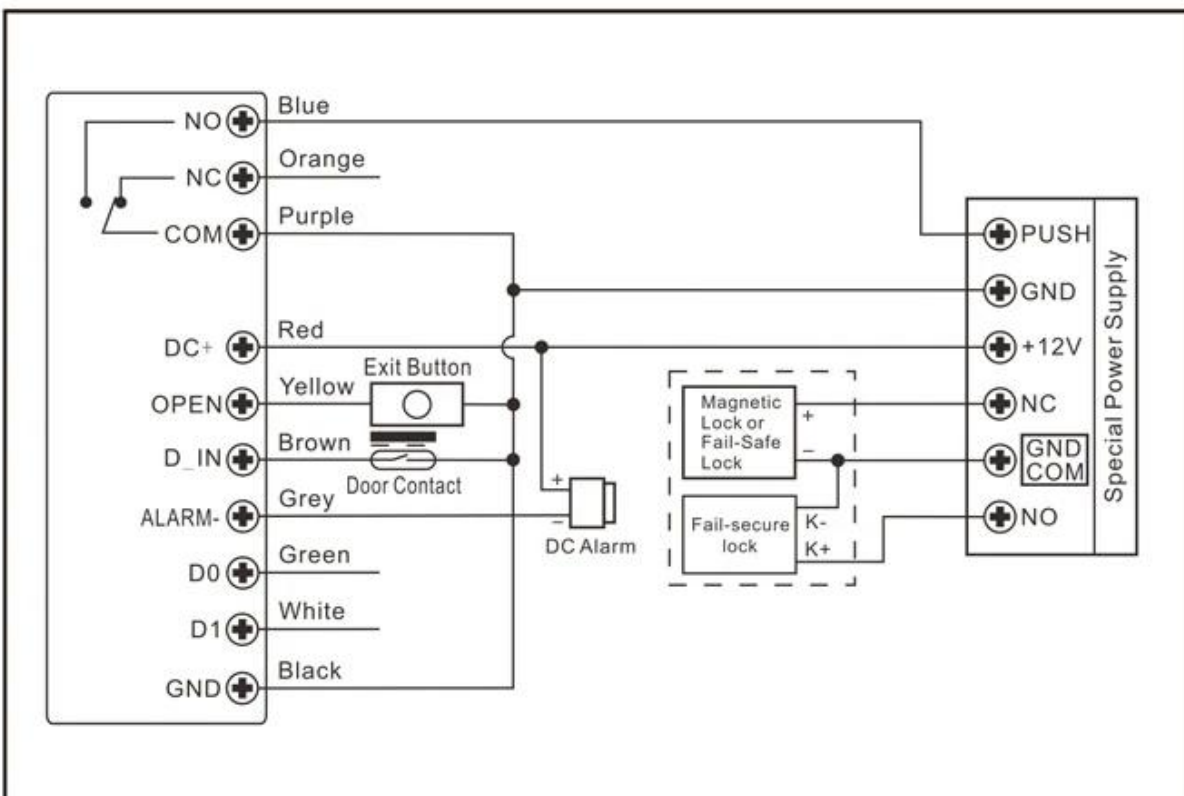 NO
Blue
NC
Orange
COM
Purple
DC+
Red
OPEN
Yellow
Exit Button
D_IN
Brown
Door Contact
ALARM-
Grey
+
−
DC Alarm
D0
Green
D1
White
GND
Black
Magnetic
Lock or
Fail-Safe
Lock
+
−
Fail-secure
lock
K-
K+
PUSH
GND
+12V
NC
GND
COM
NO
Special Power Supply